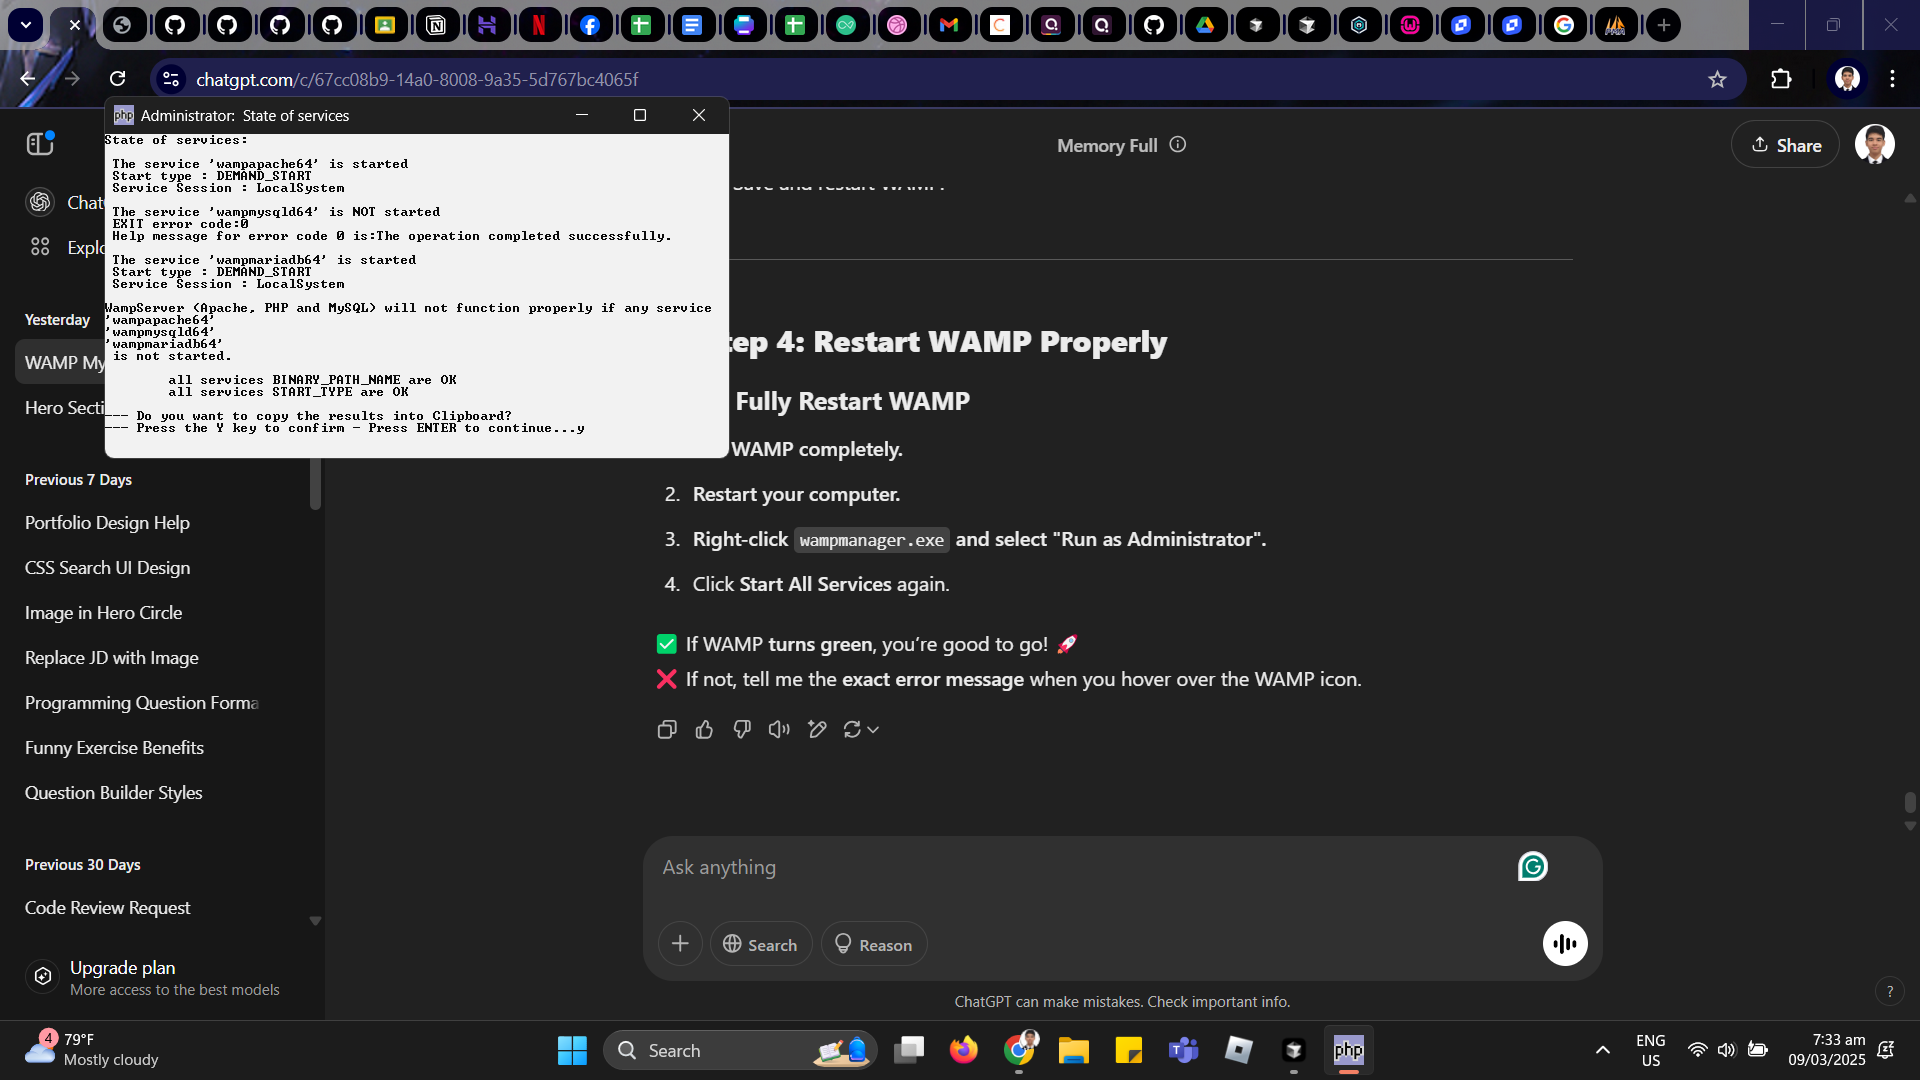 chatgpt.com/c/67cc08b9-14a0-8008-9a35-5d767bc4065f
php Administrator: State of services
State of services:
The service 'wampapache64' is started
Start type : DEMAND_START
Service Session : LocalSystem
The service 'wampmysqld64' is NOT started
EXIT error code:0
Help message for error code 0 is:The operation completed successfully.
The service 'wampmariadb64' is started
Start type : DEMAND_START
Service Session : LocalSystem
WampServer (Apache, PHP and MySQL) will not function properly if any service
'wampapache64'
'wampmysqld64'
'wampmariadb64'
is not started.
all services BINARY_PATH_NAME are OK
all services START_TYPE are OK
--- Do you want to copy the results into Clipboard?
--- Press the Y key to confirm - Press ENTER to continue...y
Chat
Explo
Yesterday
WAMP My
Hero Secti
Previous 7 Days
Portfolio Design Help
CSS Search UI Design
Image in Hero Circle
Replace JD with Image
Programming Question Forma
Funny Exercise Benefits
Question Builder Styles
Previous 30 Days
Code Review Request
Upgrade plan
More access to the best models
Memory Full
Share
Save and restart WAMP.
tep 4: Restart WAMP Properly
Fully Restart WAMP
WAMP completely.
2. Restart your computer.
3. Right-click wampmanager.exe and select "Run as Administrator".
4. Click Start All Services again.
✅ If WAMP turns green, you're good to go! 🚀
❌ If not, tell me the exact error message when you hover over the WAMP icon.
Ask anything
Search
Reason
ChatGPT can make mistakes. Check important info.
?
4
79°F
Mostly cloudy
Search
php
ENG
US
7:33 am
09/03/2025